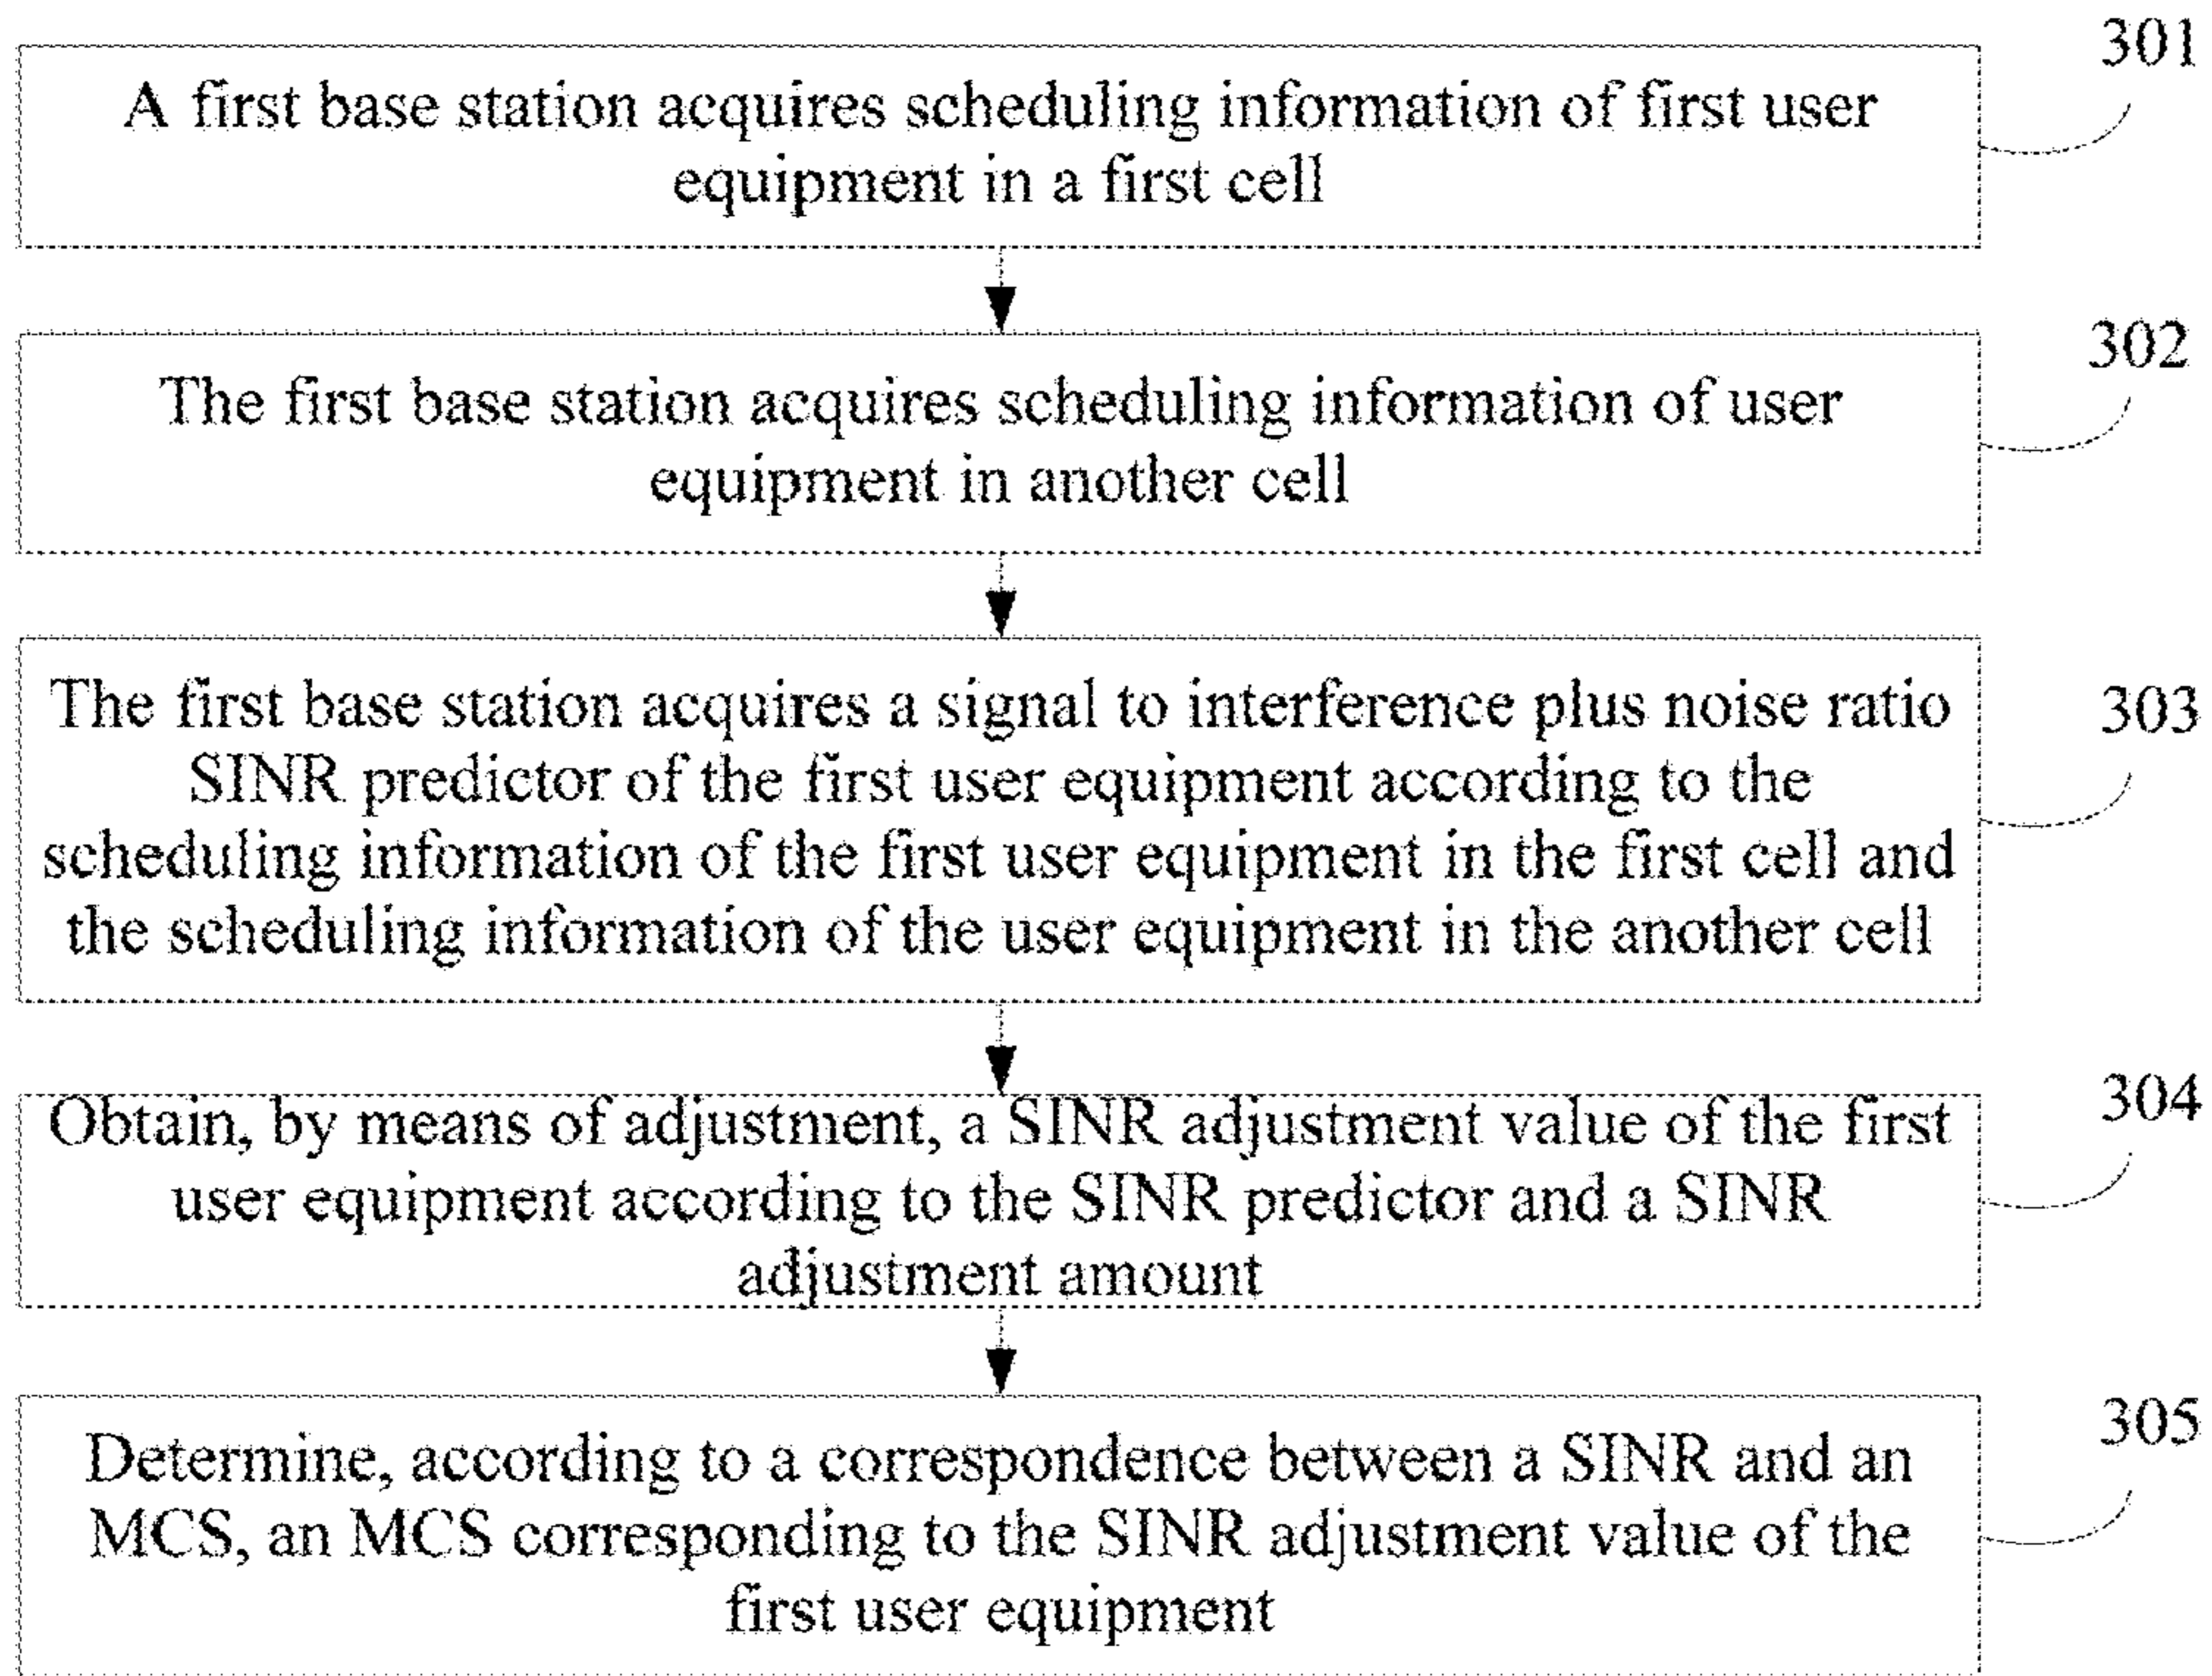 301
A first base station acquires scheduling information of first user
equipment in a first cell
302
The first base station acquires scheduling information of user
equipment in another cell
303
The first base station acquires a signal to interference plus noise ratio
SINR predictor of the first user equipment according to the
scheduling information of the first user equipment in the first cell and
the scheduling information of the user equipment in the another cell
304
Obtain, by means of adjustment, a SINR adjustment value of the first
user equipment according to the SINR predictor and a SINR
adjustment amount
305
Determine, according to a correspondence between a SINR and an
MCS, an MCS corresponding to the SINR adjustment value of the
first user equipment